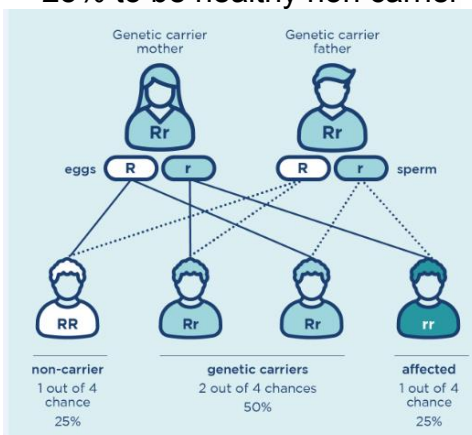 25% to be healthy non carrier
Genetic carrier mother
Genetic carrier father
Rr
Rr
eggs R r
R r sperm
RR
Rr
Rr
rr
non-carrier
1 out of 4
chance
25%
genetic carriers
2 out of 4 chances
50%
affected
1 out of 4
chance
25%